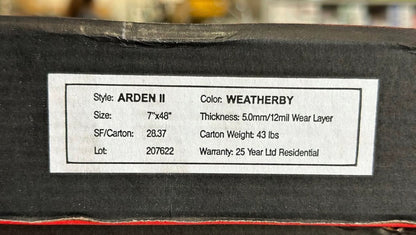 Style: ARDEN II Color: WEATHERBY
Size: 7"x48" Thickness: 5.0mm/12mil Wear Layer
SF/Carton: 28.37 Carton Weight: 43 lbs
Lot: 207622 Warranty: 25 Year Ltd Residential